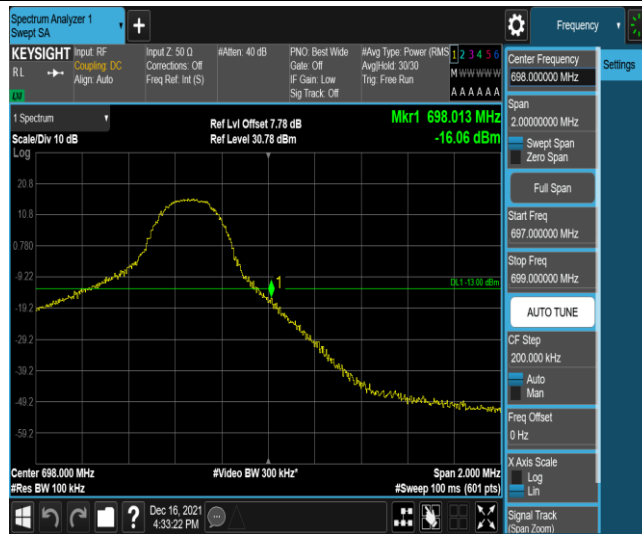 Spectrum Analyzer 1
Swept SA
+
Frequency
KEYSIGHT
RL
Input: RF
Coupling: DC
Align: Auto
Input Z: 50 Ω
Corrections: Off
Freq Ref: Int (S)
#Atten: 40 dB
PNO: Best Wide
Gate: Off
IF Gain: Low
Sig Track: Off
#Avg Type: Power (RMS
Avg|Hold: 30/30
Trig: Free Run
1 2 3 4 5 6
M W W W W W
A A A A A A
1 Spectrum
Scale/Div 10 dB
Log
Ref Lvl Offset 7.78 dB
Ref Level 30.78 dBm
Mkr1 698.013 MHz
-16.06 dBm
20.8
10.8
0.780
-9.22
-19.2
-29.2
-39.2
-49.2
-59.2
1
DL1 -13.00 dBm
Center 698.000 MHz
#Res BW 100 kHz
#Video BW 300 kHz*
Span 2.000 MHz
#Sweep 100 ms (601 pts)
Dec 16, 2021
4:33:22 PM
Settings
Center Frequency
698.000000 MHz
Span
2.00000000 MHz
Swept Span
Zero Span
Full Span
Start Freq
697.000000 MHz
Stop Freq
699.000000 MHz
AUTO TUNE
CF Step
200.000 kHz
Auto
Man
Freq Offset
0 Hz
X Axis Scale
Log
Lin
Signal Track
(Span Zoom)